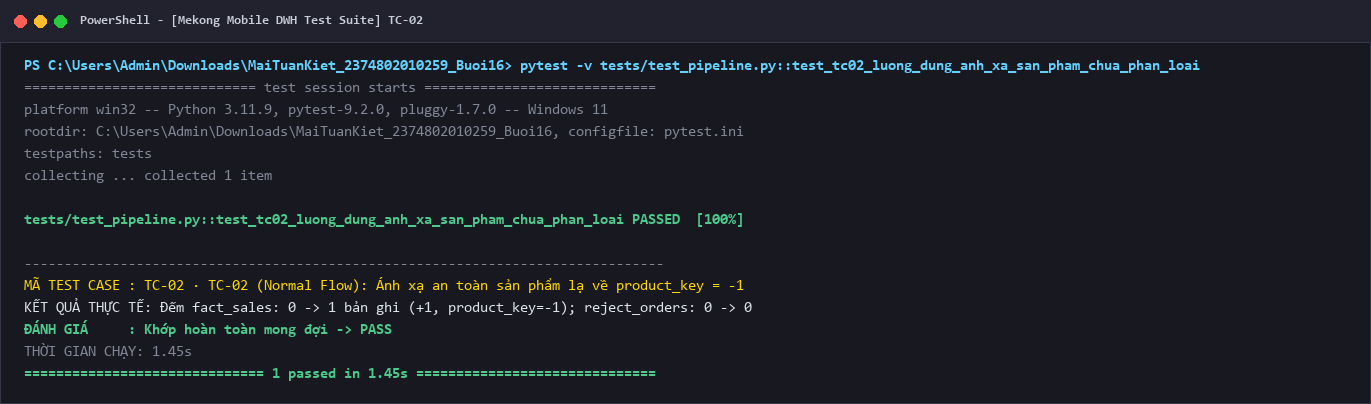 PowerShell - [Mekong Mobile DWH Test Suite] TC-02
PS C:\Users\Admin\Downloads\MaiTuanKiet_2374802010259_Buoi16> pytest -v tests/test_pipeline.py::test_tc02_luong_dung_anh_xa_san_pham_chua_phan_loai
============================= test session starts =============================
platform win32 -- Python 3.11.9, pytest-9.2.0, pluggy-1.7.0 -- Windows 11
rootdir: C:\Users\Admin\Downloads\MaiTuanKiet_2374802010259_Buoi16, configfile: pytest.ini
testpaths: tests
collecting ... collected 1 item
tests/test_pipeline.py::test_tc02_luong_dung_anh_xa_san_pham_chua_phan_loai PASSED  [100%]
--------------------------------------------------------------------------------
MÃ TEST CASE : TC-02 · TC-02 (Normal Flow): Ánh xạ an toàn sản phẩm lạ về product_key = -1
KẾT QUẢ THỰC TẾ: Đếm fact_sales: 0 -> 1 bản ghi (+1, product_key=-1); reject_orders: 0 -> 0
ĐÁNH GIÁ     : Khớp hoàn toàn mong đợi -> PASS
THỜI GIAN CHẠY: 1.45s
============================== 1 passed in 1.45s ==============================